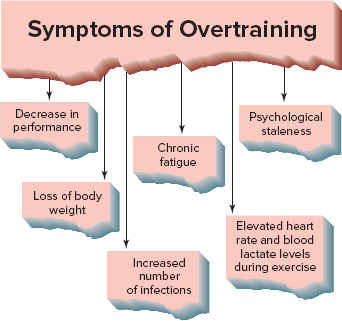 Symptoms of Overtraining
Decrease in
performance
Loss of body
weight
Increased
number
of infections
Chronic
fatigue
Elevated heart
rate and blood
lactate levels
during exercise
Psychological
staleness